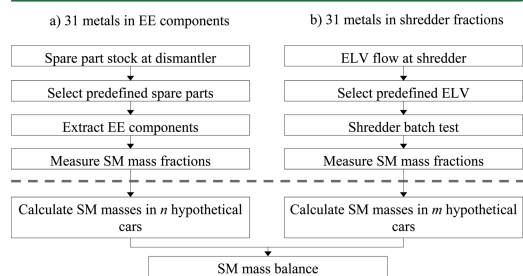 a) 31 metals in EE components
Spare part stock at dismantler
Select predefined spare parts
Extract EE components
Measure SM mass fractions
Calculate SM masses in n hypothetical
cars
b) 31 metals in shredder fractions
ELV flow at shredder
Select predefined ELV
Shredder batch test
Measure SM mass fractions
Calculate SM masses in m hypothetical
cars
SM mass balance